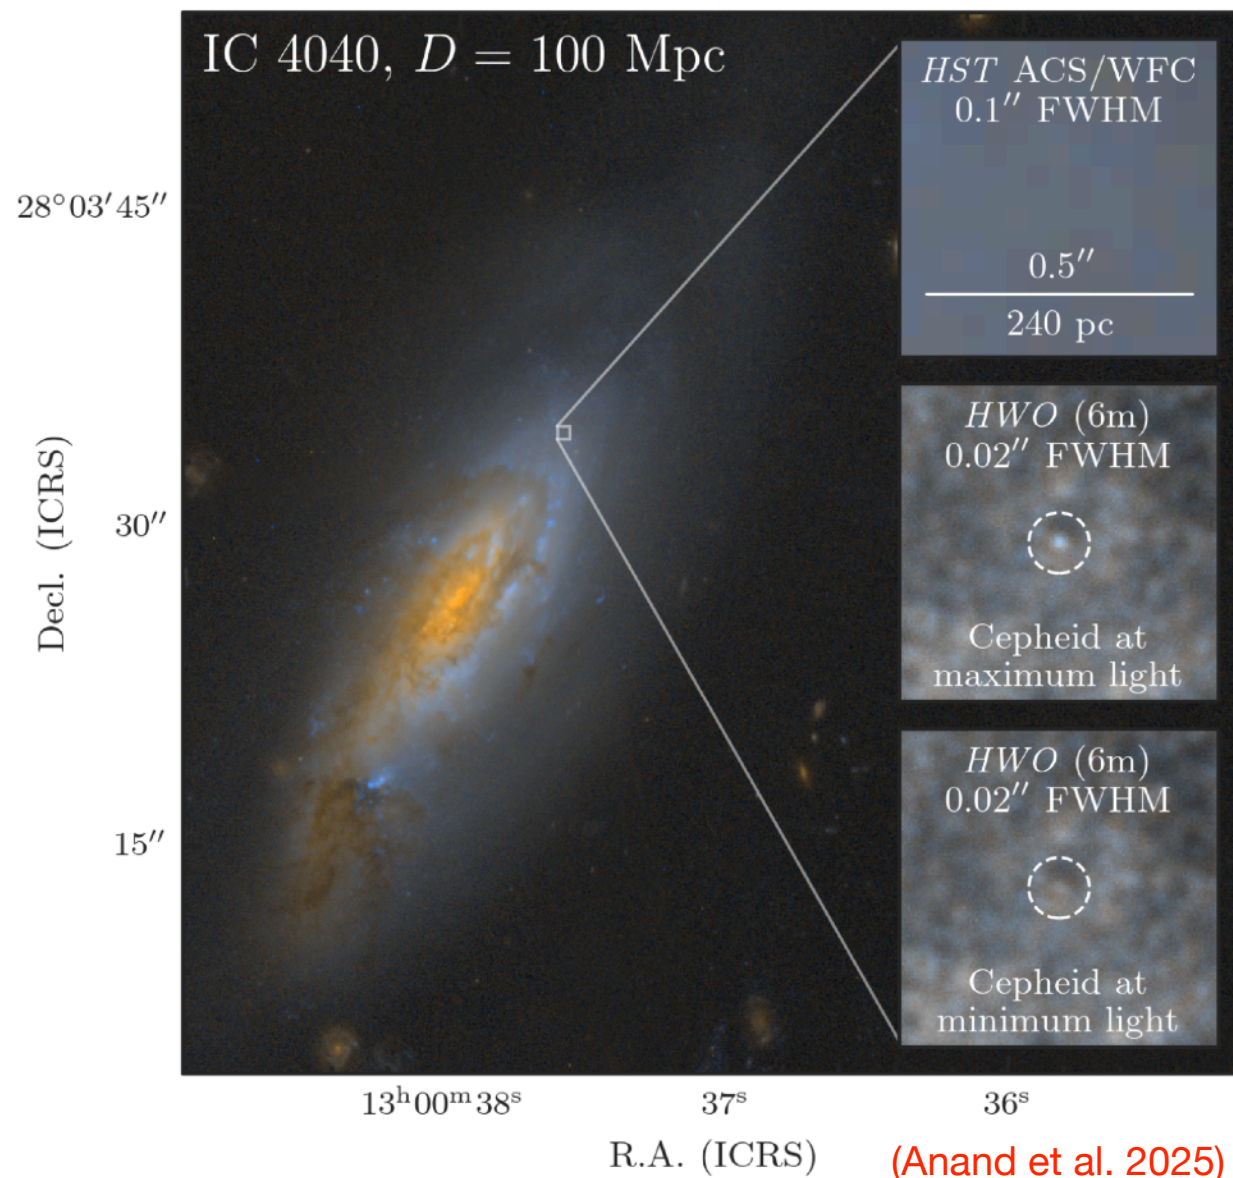 IC 4040, D = 100 Mpc
HST ACS/WFC
0.1″ FWHM
0.5″
240 pc
HWO (6m)
0.02″ FWHM
Cepheid at
maximum light
HWO (6m)
0.02″ FWHM
Cepheid at
minimum light
28°03′45″
30″
15″
Decl. (ICRS)
13ʰ00ᵐ38ˢ
37ˢ
36ˢ
R.A. (ICRS)
(Anand et al. 2025)